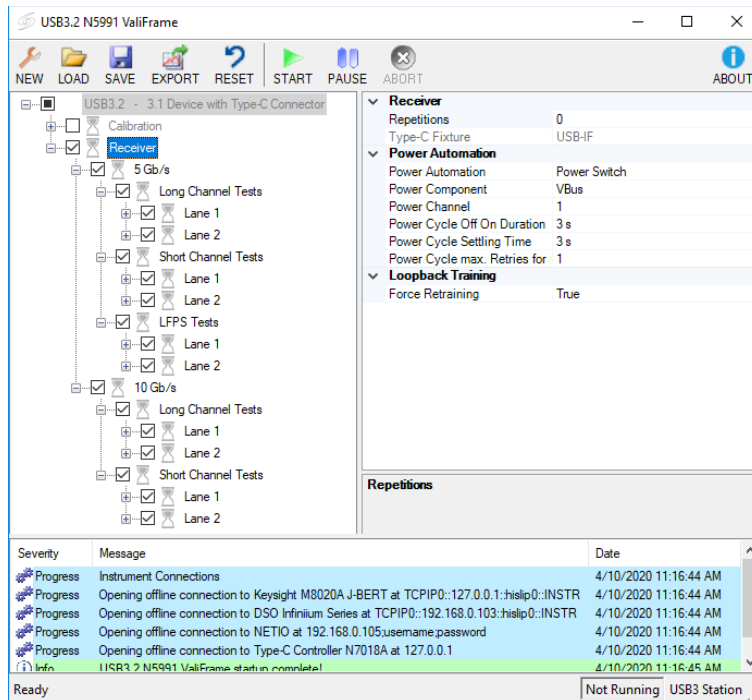 USB3.2 N5991 ValiFrame
NEW LOAD SAVE EXPORT RESET START PAUSE ABORT ABOUT
USB3.2 - 3.1 Device with Type-C Connector
Calibration
Receiver
5 Gb/s
Long Channel Tests
Lane 1
Lane 2
Short Channel Tests
Lane 1
Lane 2
LFPS Tests
Lane 1
Lane 2
10 Gb/s
Long Channel Tests
Lane 1
Lane 2
Short Channel Tests
Lane 1
Lane 2
Receiver
Repetitions 0
Type-C Fixture USB-IF
Power Automation
Power Automation Power Switch
Power Component VBus
Power Channel 1
Power Cycle Off On Duration 3 s
Power Cycle Settling Time 3 s
Power Cycle max. Retries for 1
Loopback Training
Force Retraining True
Repetitions
Severity Message Date
Progress Instrument Connections 4/10/2020 11:16:44 AM
Progress Opening offline connection to Keysight M8020A J-BERT at TCPIP0::127.0.0.1::hislip0::INSTR 4/10/2020 11:16:44 AM
Progress Opening offline connection to DSO Infiniium Series at TCPIP0::192.168.0.103::hislip0::INSTR 4/10/2020 11:16:44 AM
Progress Opening offline connection to NETIO at 192.168.0.105;username;password 4/10/2020 11:16:44 AM
Progress Opening offline connection to Type-C Controller N7018A at 127.0.0.1 4/10/2020 11:16:44 AM
Info USB3.2 N5991 ValiFrame startup complete! 4/10/2020 11:16:45 AM
Ready Not Running USB3 Station